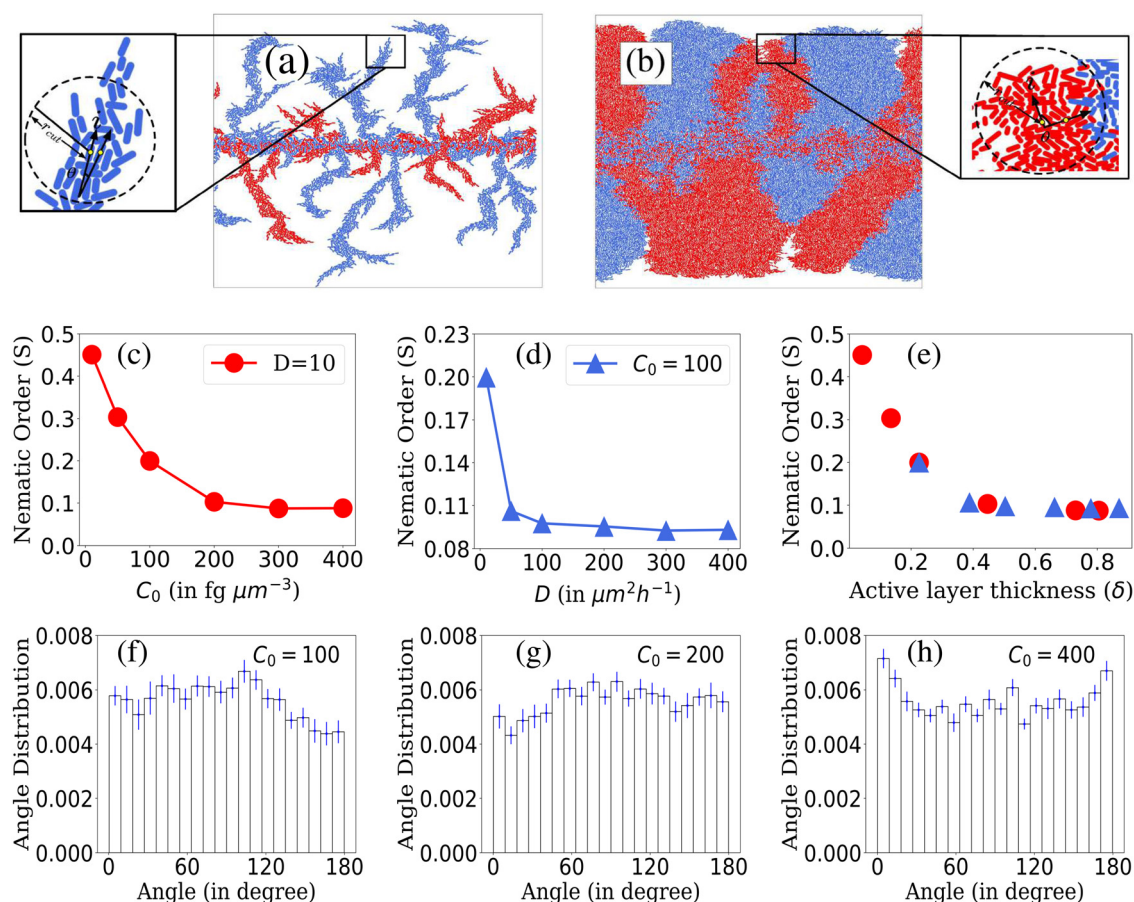 (a)
(b)
r_cut
θ
(c)
D=10
Nematic Order (S)
0.5
0.4
0.3
0.2
0.1
0.0
0 100 200 300 400
C₀ (in fg μm⁻³)
(d)
C₀ = 100
Nematic Order (S)
0.23
0.20
0.17
0.14
0.11
0.08
0 100 200 300 400
D (in μm²h⁻¹)
(e)
Nematic Order (S)
0.5
0.4
0.3
0.2
0.1
0.0
0.2 0.4 0.6 0.8
Active layer thickness (δ)
(f)
C₀ = 100
Angle Distribution
0.008
0.006
0.004
0.002
0.000
0 60 120 180
Angle (in degree)
(g)
C₀ = 200
Angle Distribution
0.008
0.006
0.004
0.002
0.000
0 60 120 180
Angle (in degree)
(h)
C₀ = 400
Angle Distribution
0.008
0.006
0.004
0.002
0.000
0 60 120 180
Angle (in degree)